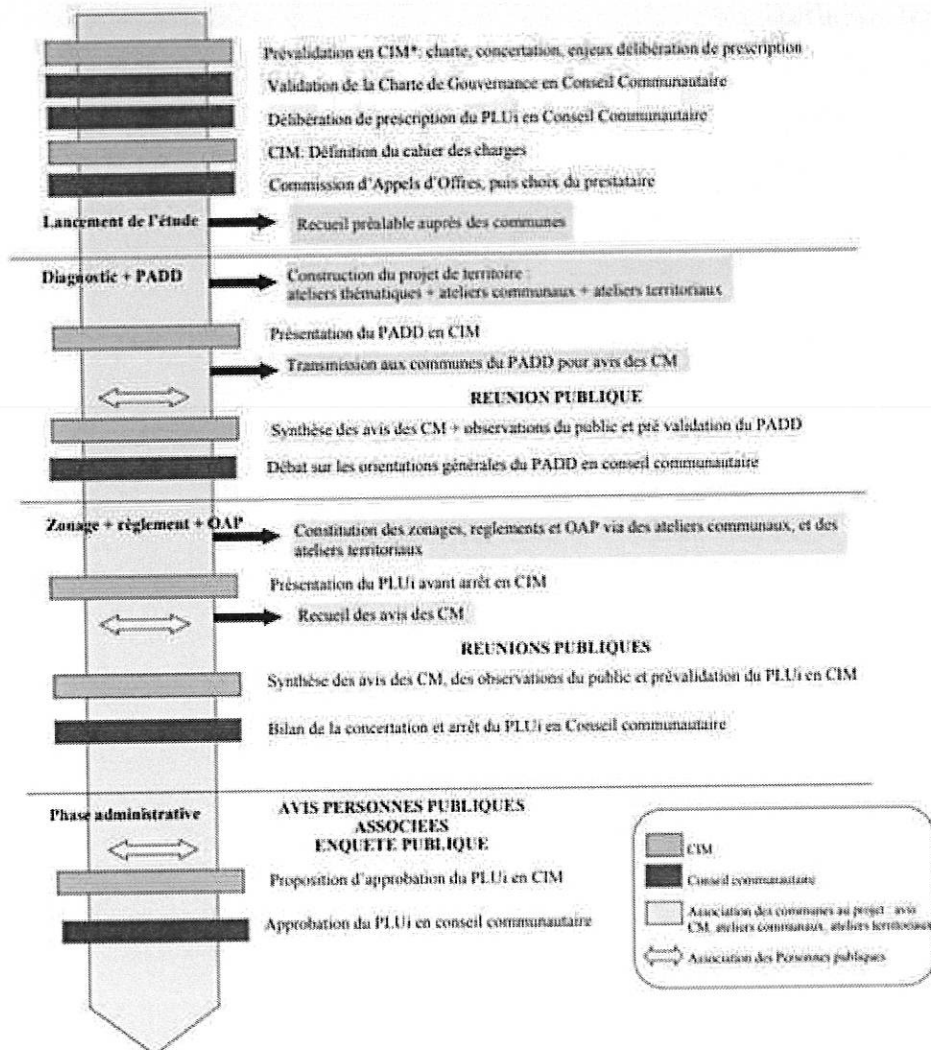 Prévalidation en CIM*: charte, concertation, enjeux délibération de prescription
Validation de la Charte de Gouvernance en Conseil Communautaire
Délibération de prescription du PLUi en Conseil Communautaire
CIM: Définition du cahier des charges
Commission d'Appels d'Offres, puis choix du prestataire
Lancement de l'étude
Recueil préalable auprès des communes
Diagnostic + PADD
Construction du projet de territoire :
ateliers thématiques + ateliers communaux + ateliers territoriaux
Présentation du PADD en CIM
Transmission aux communes du PADD pour avis des CM
REUNION PUBLIQUE
Synthèse des avis des CM + observations du public et pré validation du PADD
Débat sur les orientations générales du PADD en conseil communautaire
Zonage + règlement + OAP
Constitution des zonages, reglements et OAP via des ateliers communaux, et des
ateliers territoriaux
Présentation du PLUi avant arrêt en CIM
Recueil des avis des CM
REUNIONS PUBLIQUES
Synthèse des avis des CM, des observations du public et prévalidation du PLUi en CIM
Bilan de la concertation et arrêt du PLUi en Conseil communautaire
Phase administrative
AVIS PERSONNES PUBLIQUES
ASSOCIEES
ENQUETE PUBLIQUE
Proposition d'approbation du PLUi en CIM
Approbation du PLUi en conseil communautaire
CIM
Conseil communautaire
Association des communes au projet : avis
CM, ateliers communaux, ateliers territoriaux
Association des Personnes publiques